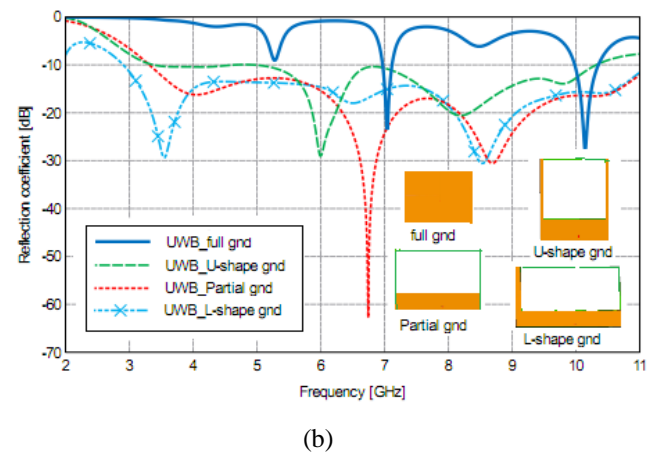 0
-10
-20
-30
-40
-50
-60
-70
Reflection coefficient [dB]
UWB_full gnd
UWB_U-shape gnd
UWB_Partial gnd
UWB_L-shape gnd
full gnd
U-shape gnd
Partial gnd
L-shape gnd
2 3 4 5 6 7 8 9 10 11
Frequency [GHz]
(b)